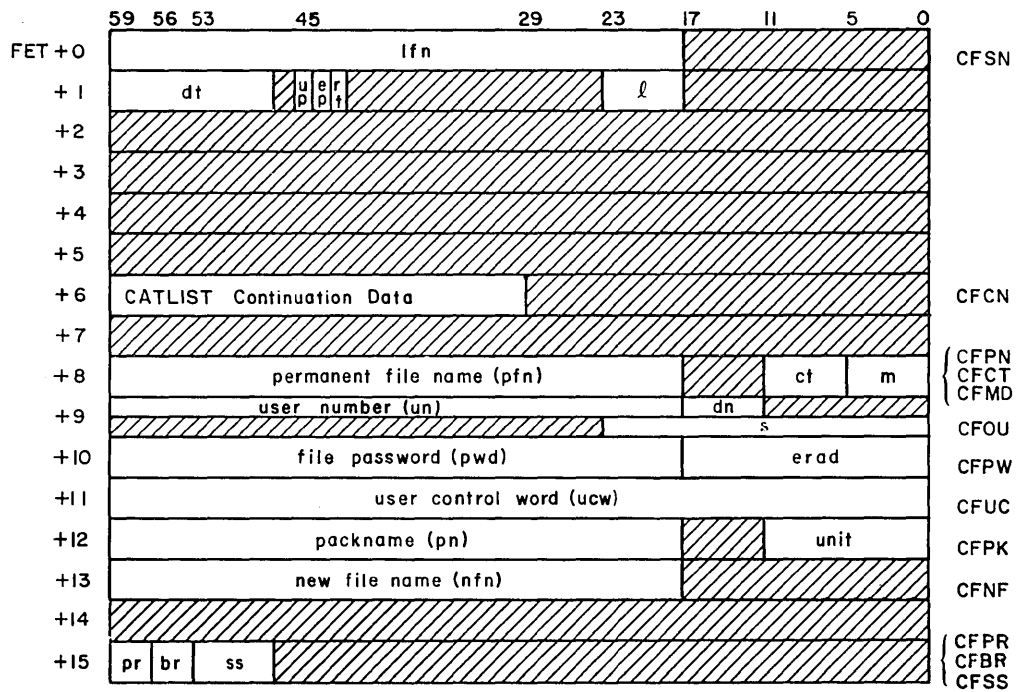 59 56 53 45 29 23 17 11 5 0
FET +0 lfn CFSN
+1 dt up ep rt ℓ
+2
+3
+4
+5
+6 CATLIST Continuation Data CFCN
+7
+8 permanent file name (pfn) ct m CFPN CFCT CFMD
+9 user number (un) dn CFOU
s
+10 file password (pwd) erad CFPW
+11 user control word (ucw) CFUC
+12 packname (pn) unit CFPK
+13 new file name (nfn) CFNF
+14
+15 pr br ss CFPR CFBR CFSS